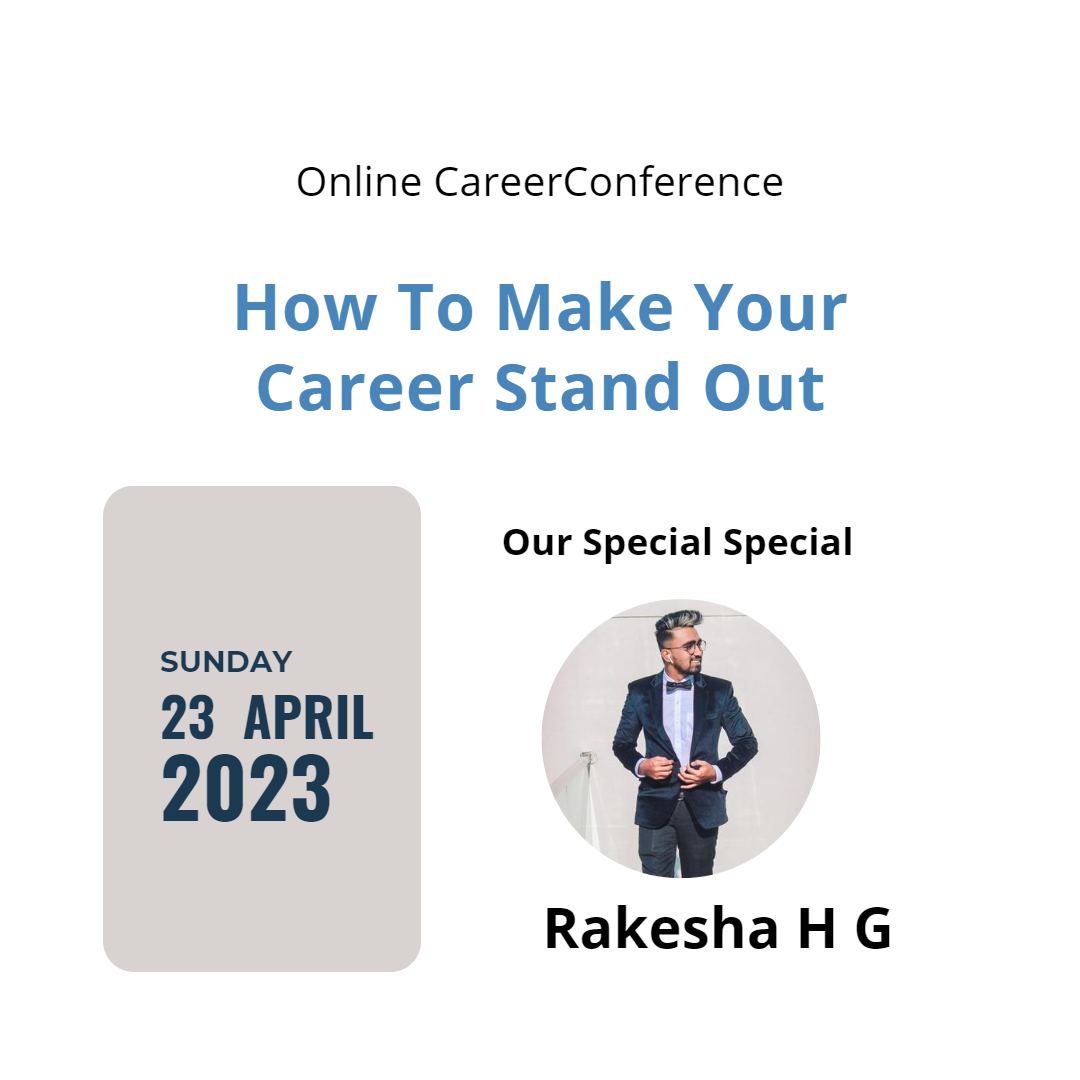 Online CareerConference
How To Make Your
Career Stand Out
SUNDAY
23 APRIL
2023
Our Special Special
Rakesha H G